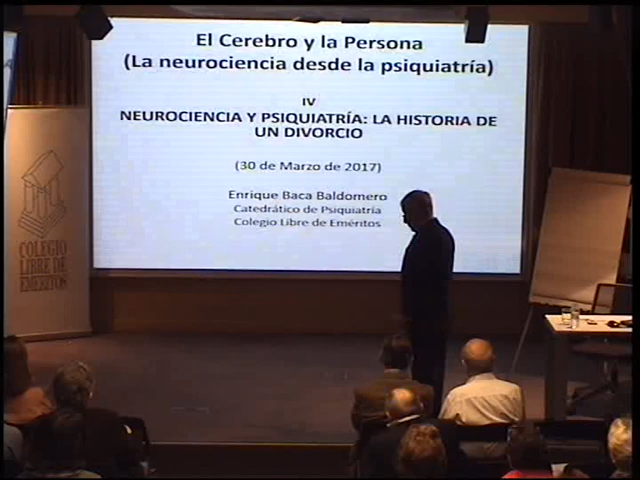 El Cerebro y la Persona
(La neurociencia desde la psiquiatría)
IV
NEUROCIENCIA Y PSIQUIATRÍA: LA HISTORIA DE
UN DIVORCIO
(30 de Marzo de 2017)
Enrique Baca Baldomero
Catedrático de Psiquiatría
Colegio Libre de Eméritos
COLEGIO
LIBRE DE
EMERITOS